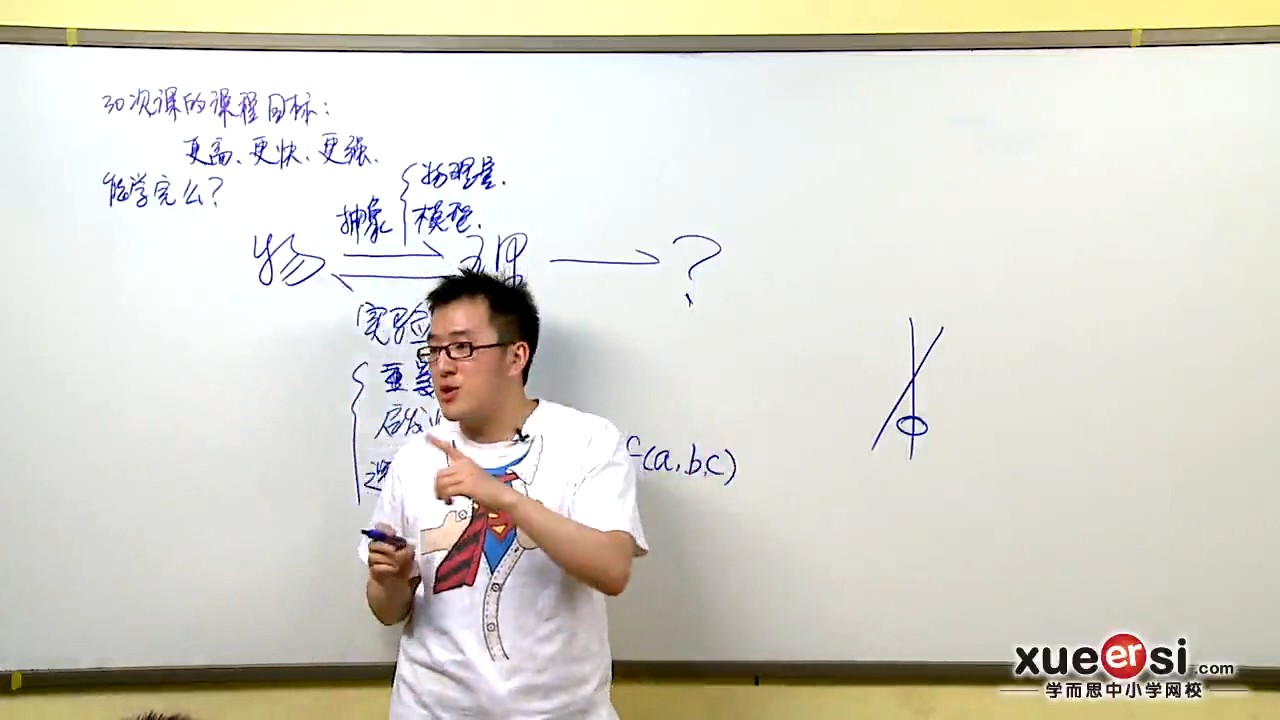 30次课的课程目标:
更高、更快、更强.
能学完么?
物理量.
抽象
模型.
物 理 ?
实验
重
启发
(a,b,c)
xueersi.com
学而思中小学网校